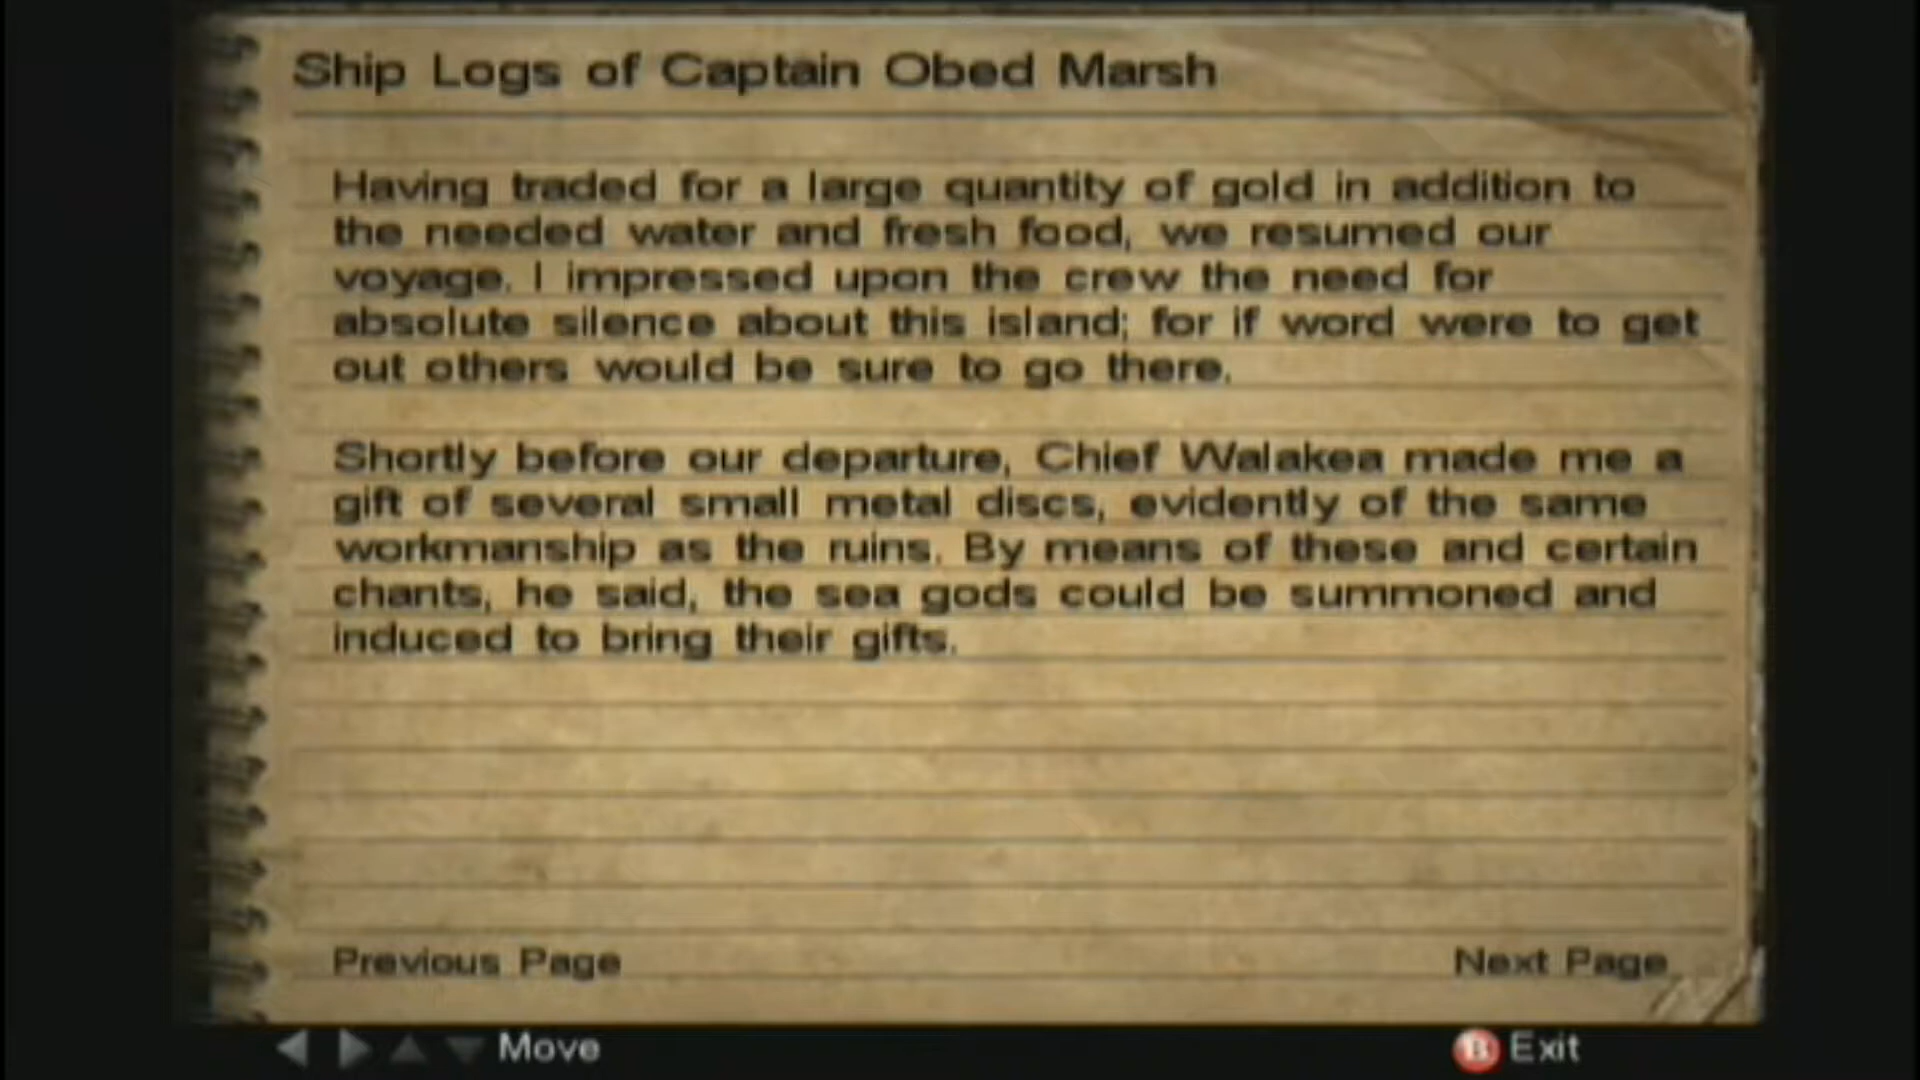 Ship Logs of Captain Obed Marsh
Having traded for a large quantity of gold in addition to
the needed water and fresh food, we resumed our
voyage. I impressed upon the crew the need for
absolute silence about this island; for if word were to get
out others would be sure to go there.
Shortly before our departure, Chief Walakea made me a
gift of several small metal discs, evidently of the same
workmanship as the ruins. By means of these and certain
chants, he said, the sea gods could be summoned and
induced to bring their gifts.
Previous Page
Next Page
Move
B Exit